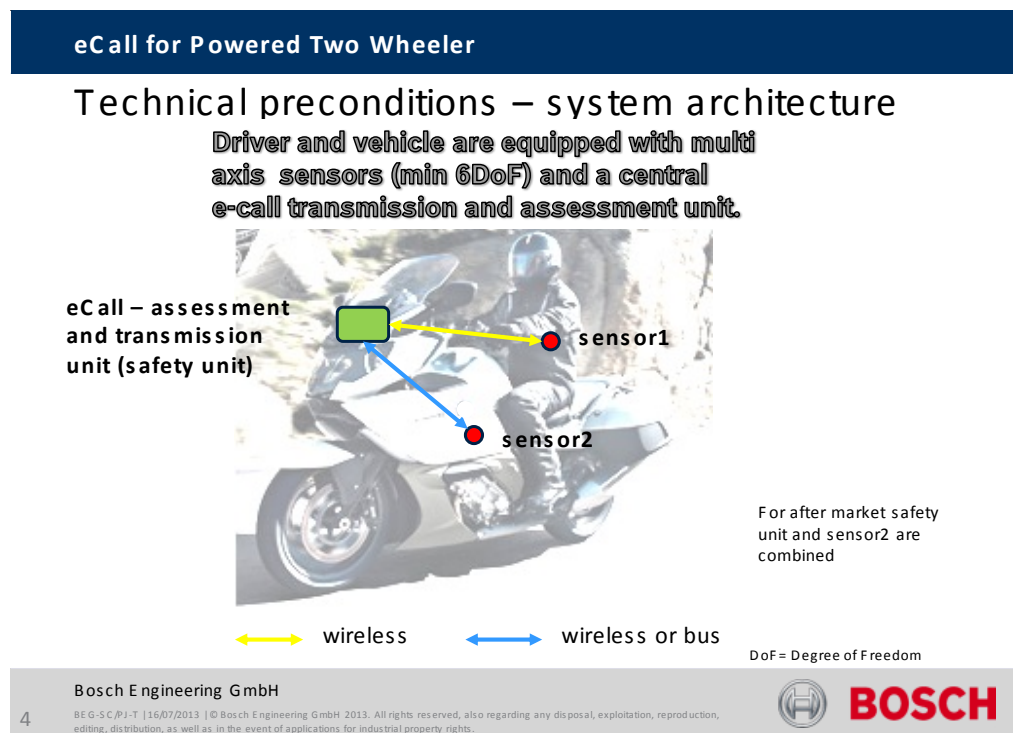 eCall for Powered Two Wheeler
Technical preconditions – system architecture
Driver and vehicle are equipped with multi
axis sensors (min 6DoF) and a central
e-call transmission and assessment unit.
eCall – assessment
and transmission
unit (safety unit)
sensor1
sensor2
For after market safety
unit and sensor2 are
combined
wireless
wireless or bus
DoF= Degree of Freedom
Bosch Engineering GmbH
4
BEG-SC/PJ-T | 16/07/2013 | © Bosch Engineering GmbH 2013. All rights reserved, also regarding any disposal, exploitation, reproduction,
editing, distribution, as well as in the event of applications for industrial property rights.
BOSCH